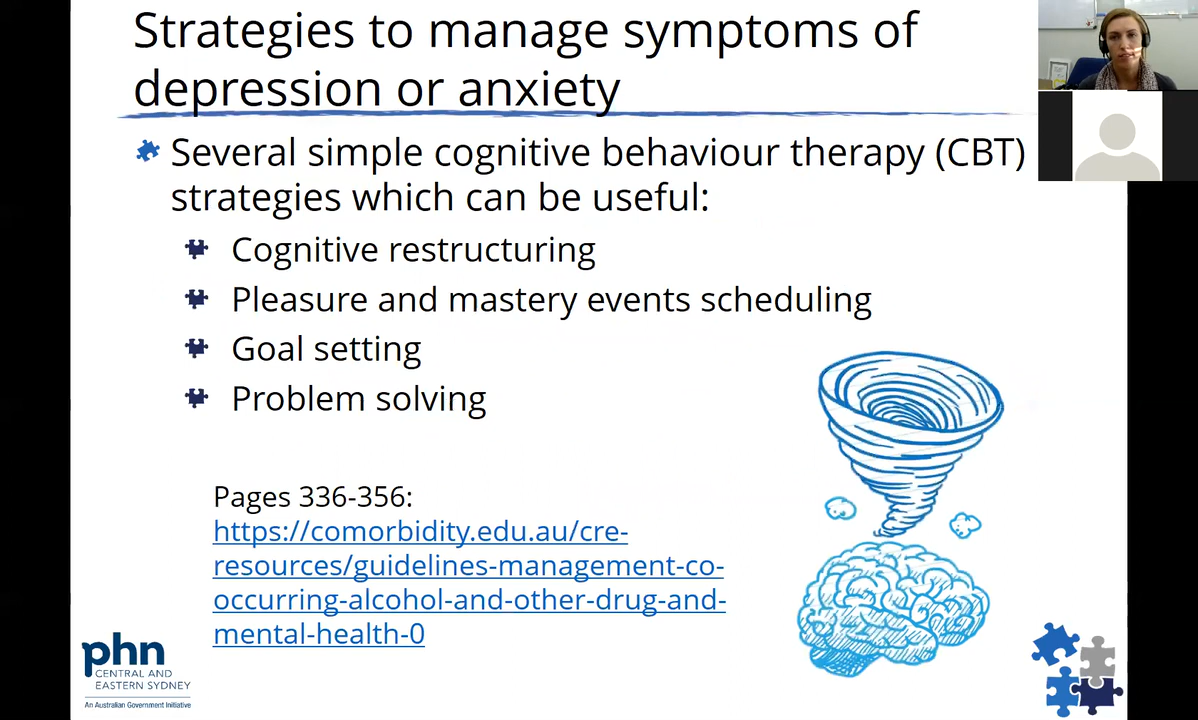 Strategies to manage symptoms of
depression or anxiety
Several simple cognitive behaviour therapy (CBT)
strategies which can be useful:
Cognitive restructuring
Pleasure and mastery events scheduling
Goal setting
Problem solving
Pages 336-356:
https://comorbidity.edu.au/cre-
resources/guidelines-management-co-
occurring-alcohol-and-other-drug-and-
mental-health-0
phn
CENTRAL AND
EASTERN SYDNEY
An Australian Government Initiative